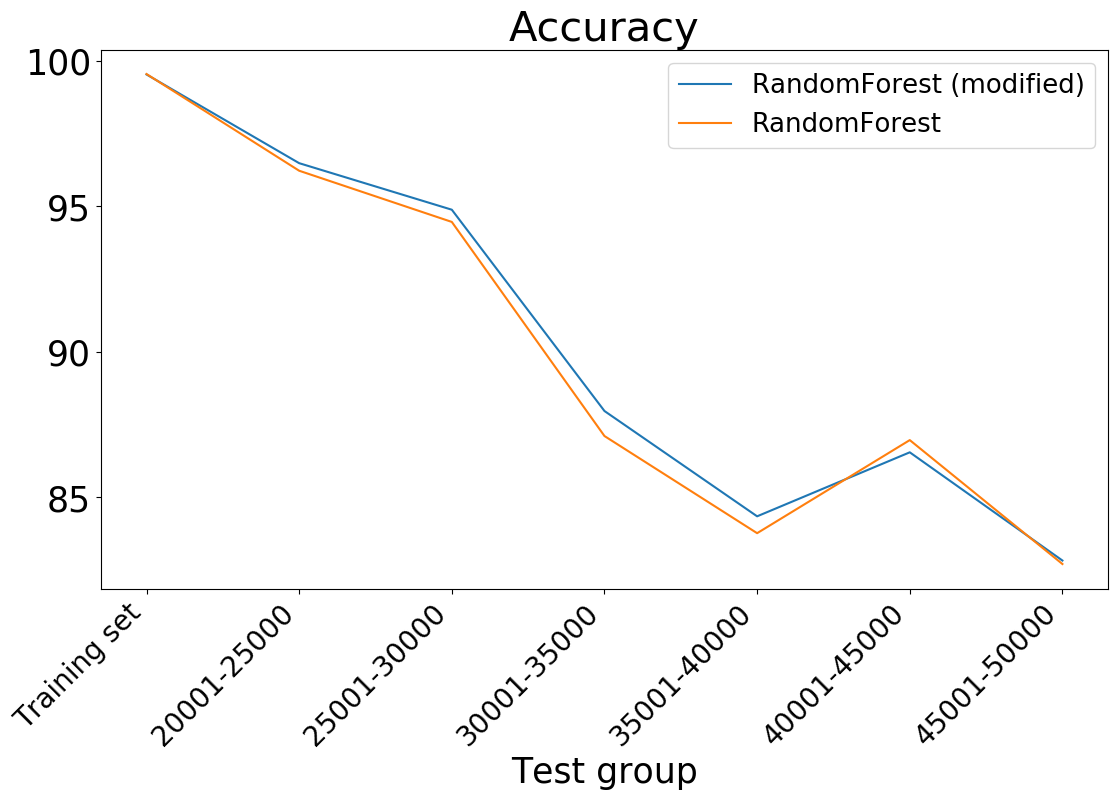 Accuracy
RandomForest (modified)
RandomForest
100
95
90
85
Training set
20001-25000
25001-30000
30001-35000
35001-40000
40001-45000
45001-50000
Test group